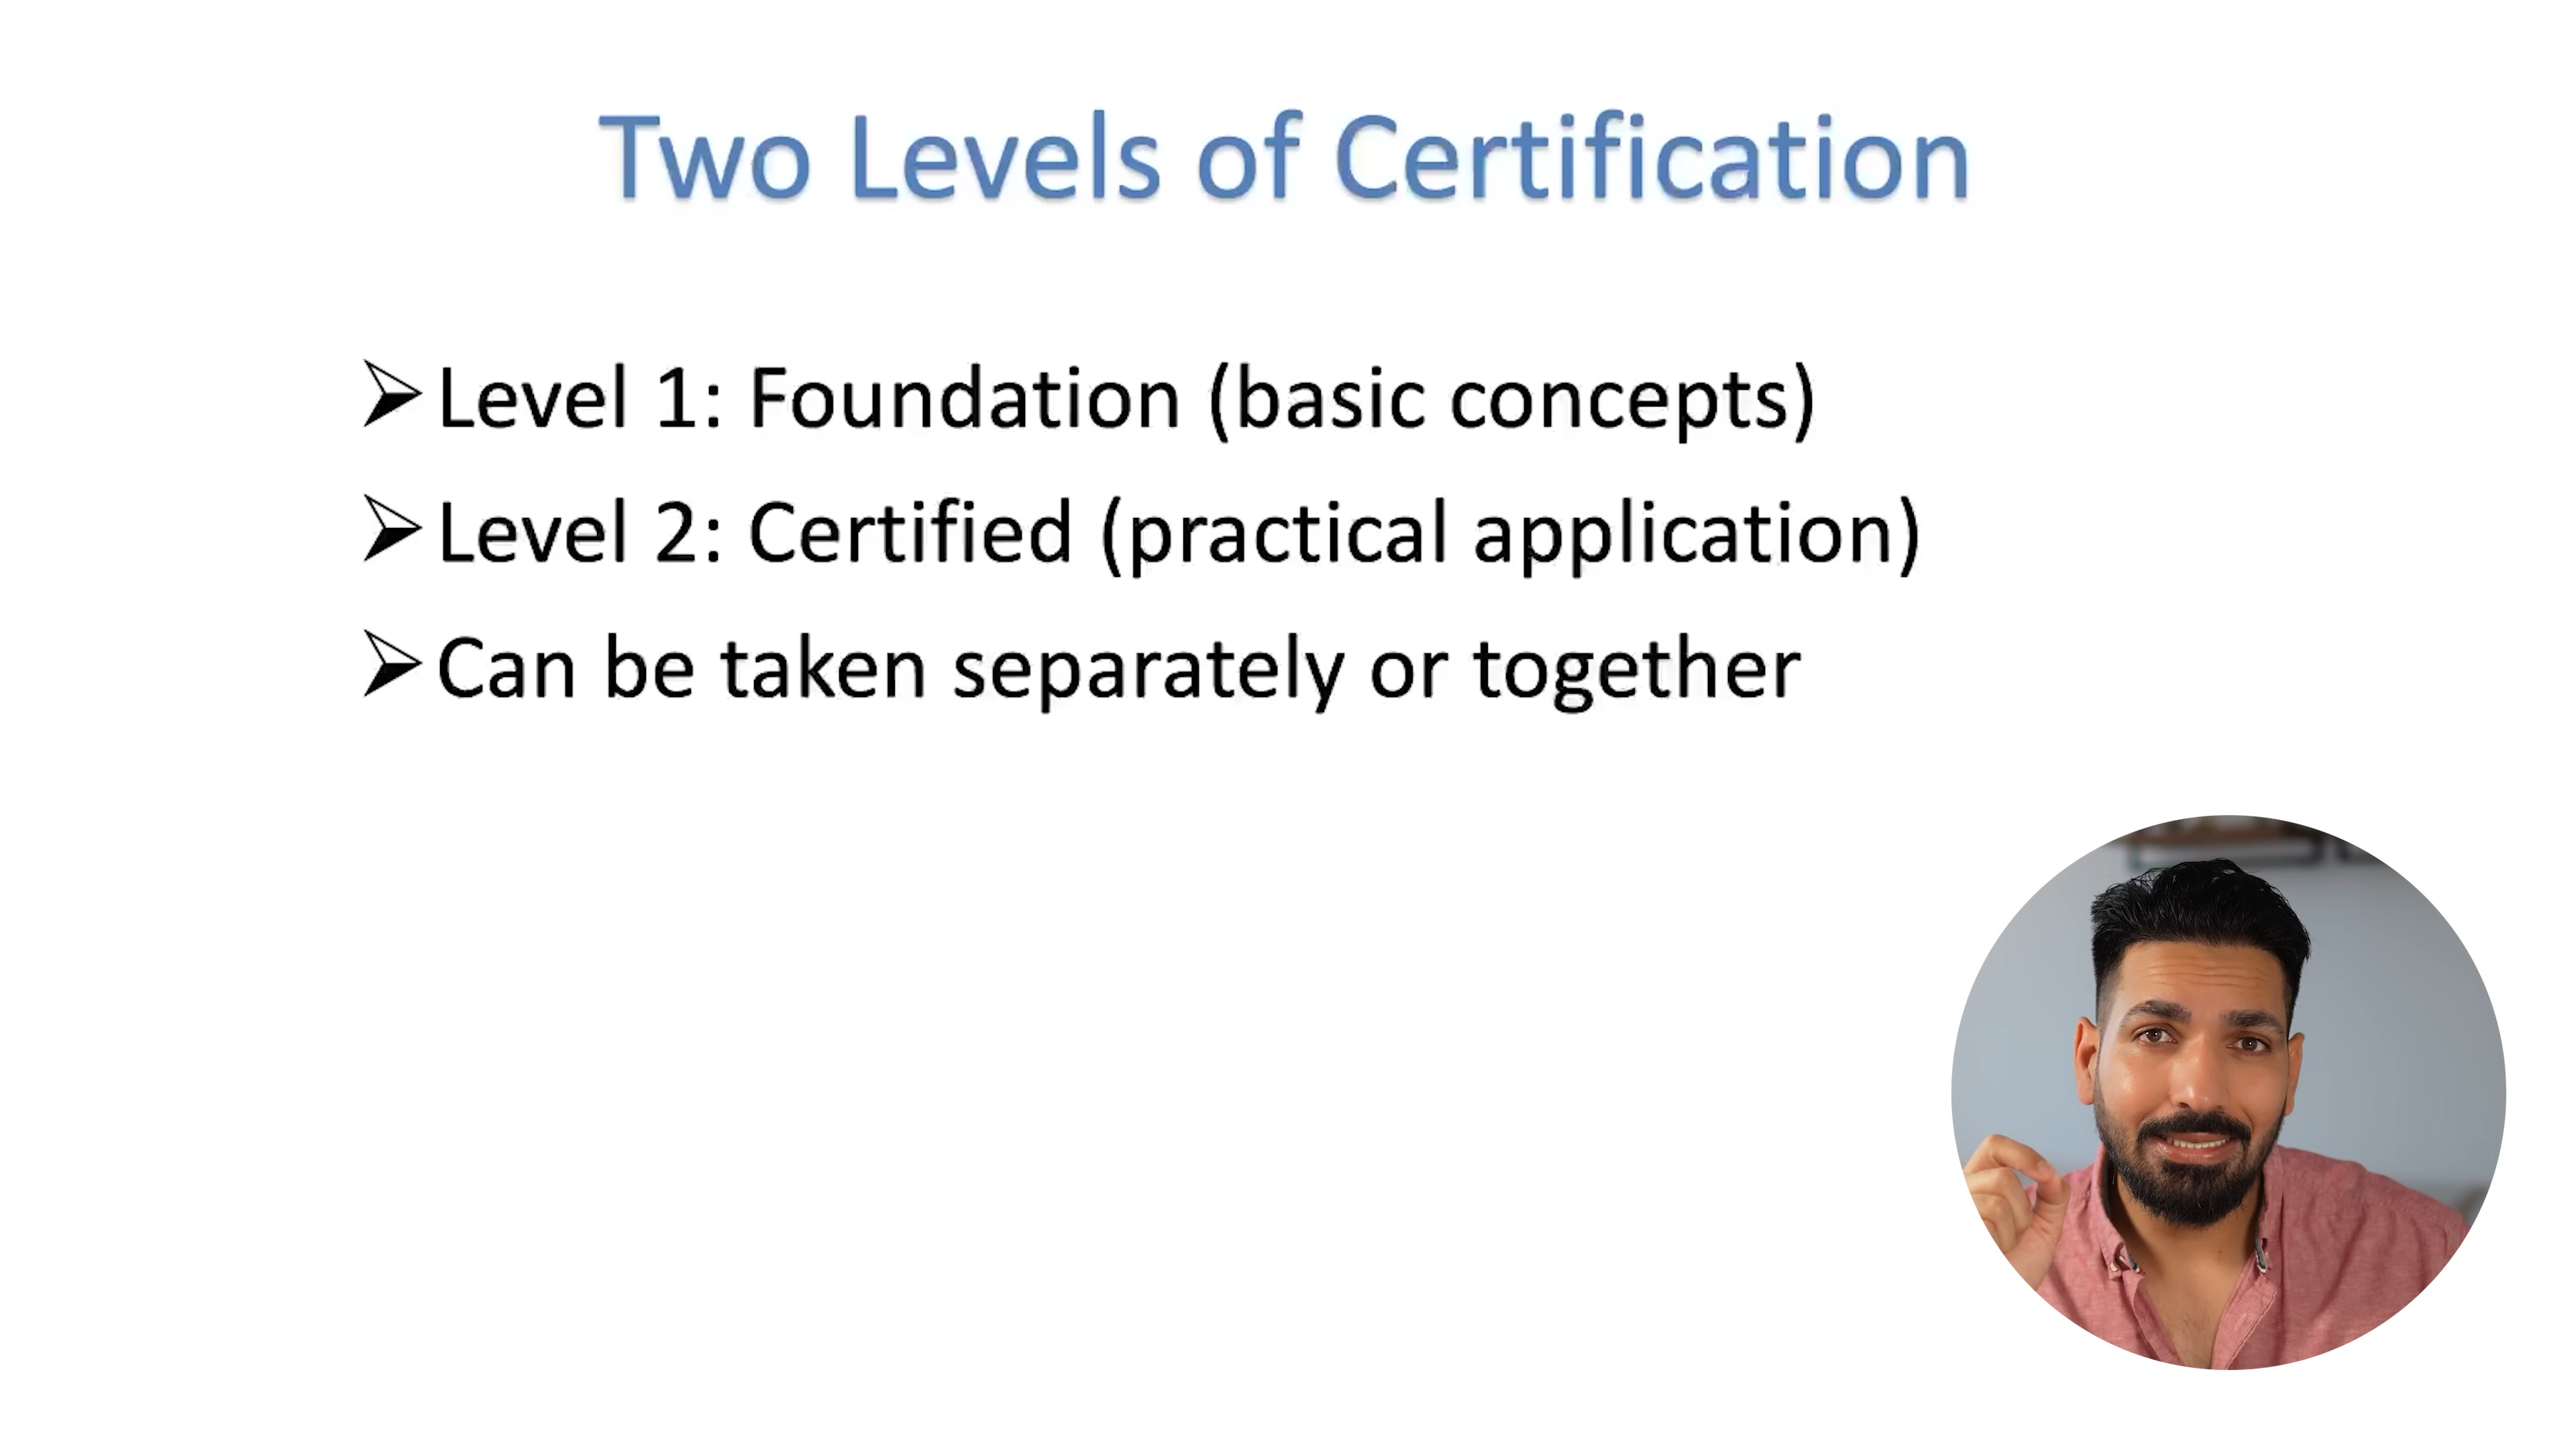 Two Levels of Certification
Level 1: Foundation (basic concepts)
Level 2: Certified (practical application)
Can be taken separately or together